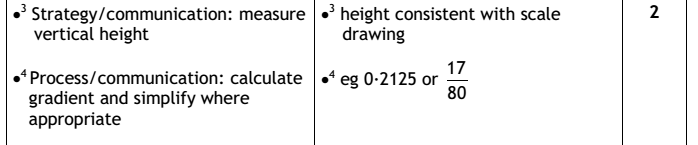 •³ Strategy/communication: measure vertical height
•³ height consistent with scale drawing
2
•⁴ Process/communication: calculate gradient and simplify where appropriate
•⁴ eg 0·2125 or 17/80